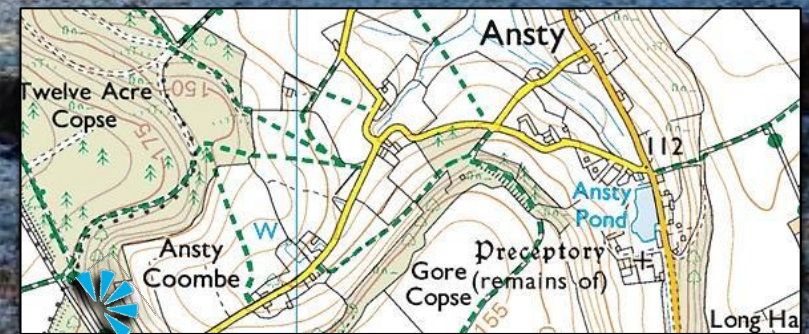 Ansty
Twelve Acre
Copse
150
175
112
Ansty
Pond
W
Ansty
Coombe
Preceptory
(remains of)
Gore
Copse
155
Long Ha